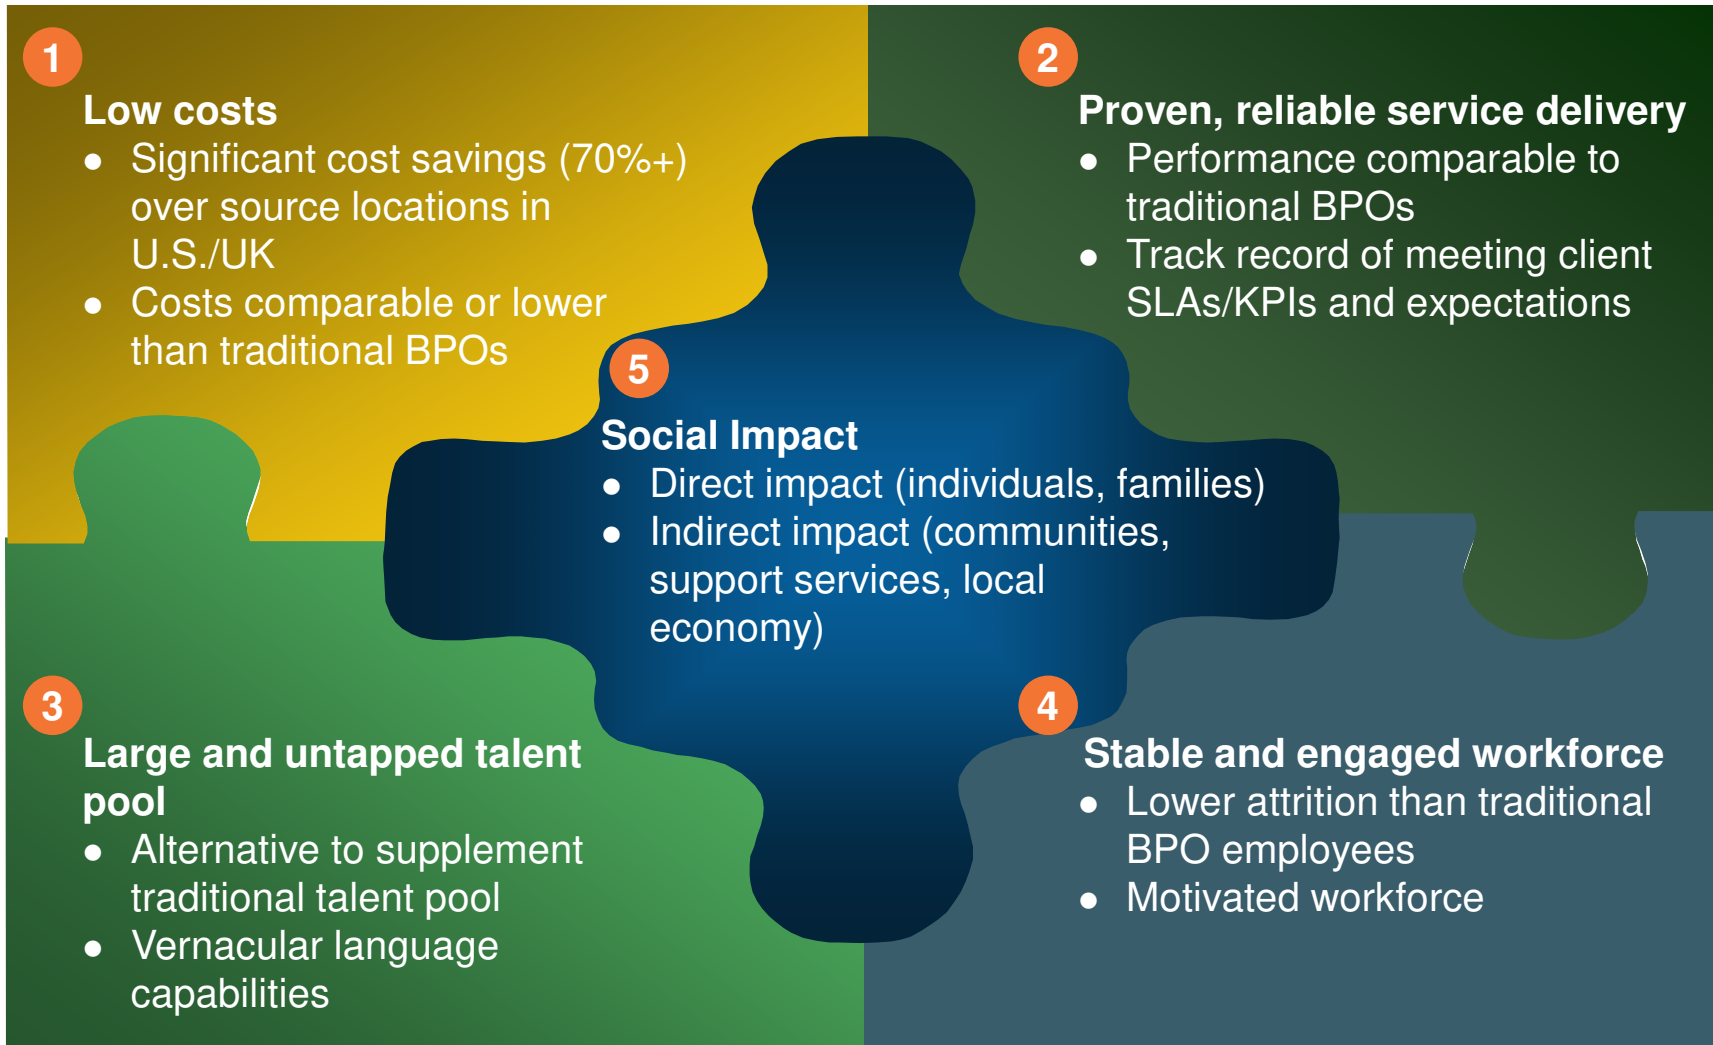 1
Low costs
● Significant cost savings (70%+)
over source locations in
U.S./UK
● Costs comparable or lower
than traditional BPOs
2
Proven, reliable service delivery
● Performance comparable to
traditional BPOs
● Track record of meeting client
SLAs/KPIs and expectations
5
Social Impact
● Direct impact (individuals, families)
● Indirect impact (communities,
support services, local
economy)
3
Large and untapped talent
pool
● Alternative to supplement
traditional talent pool
● Vernacular language
capabilities
4
Stable and engaged workforce
● Lower attrition than traditional
BPO employees
● Motivated workforce